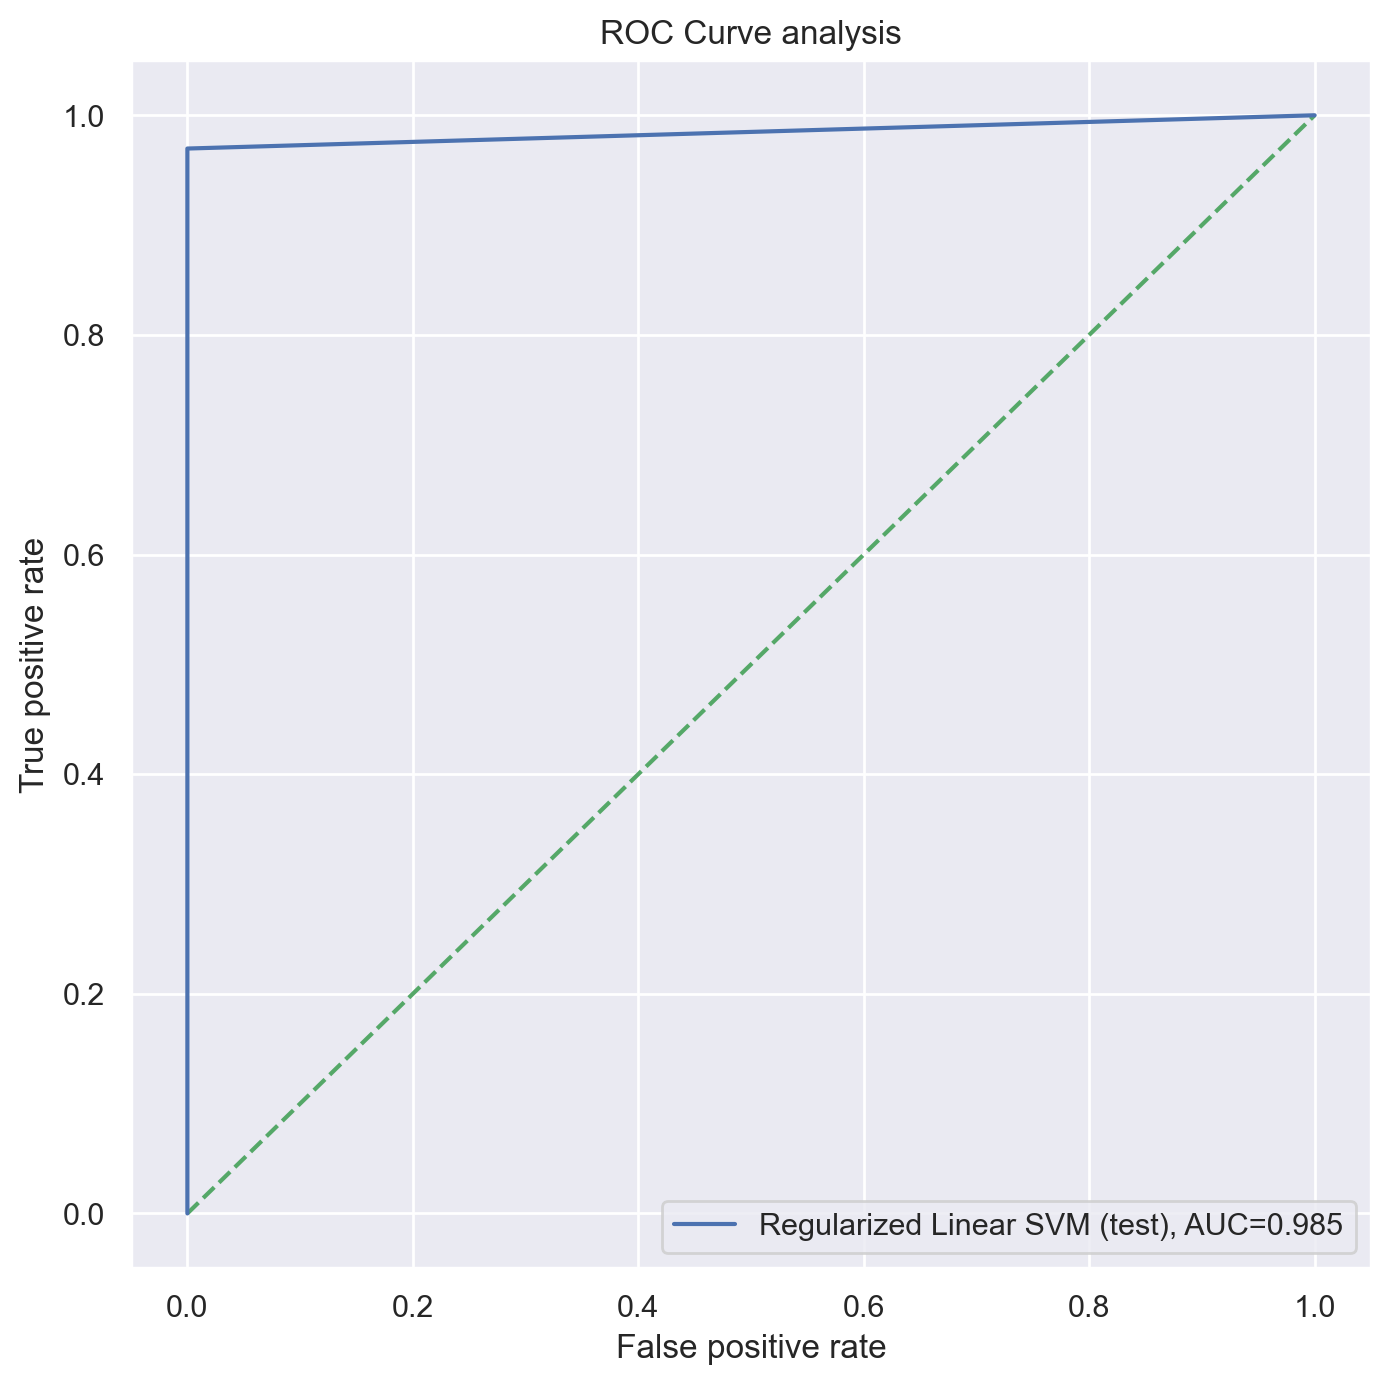 ROC Curve analysis
1.0
0.8
0.6
0.4
0.2
0.0
True positive rate
Regularized Linear SVM (test), AUC=0.985
0.0 0.2 0.4 0.6 0.8 1.0
False positive rate